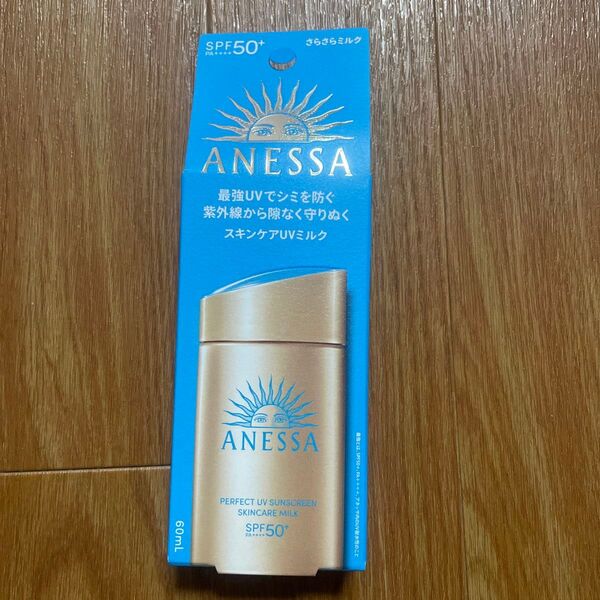 SPF50+
PA++++
さらさらミルク
ANESSA
最強UVでシミを防ぐ
紫外線から隙なく守りぬく
スキンケアUVミルク
ANESSA
PERFECT UV SUNSCREEN
SKINCARE MILK
SPF50+
PA++++
60mL